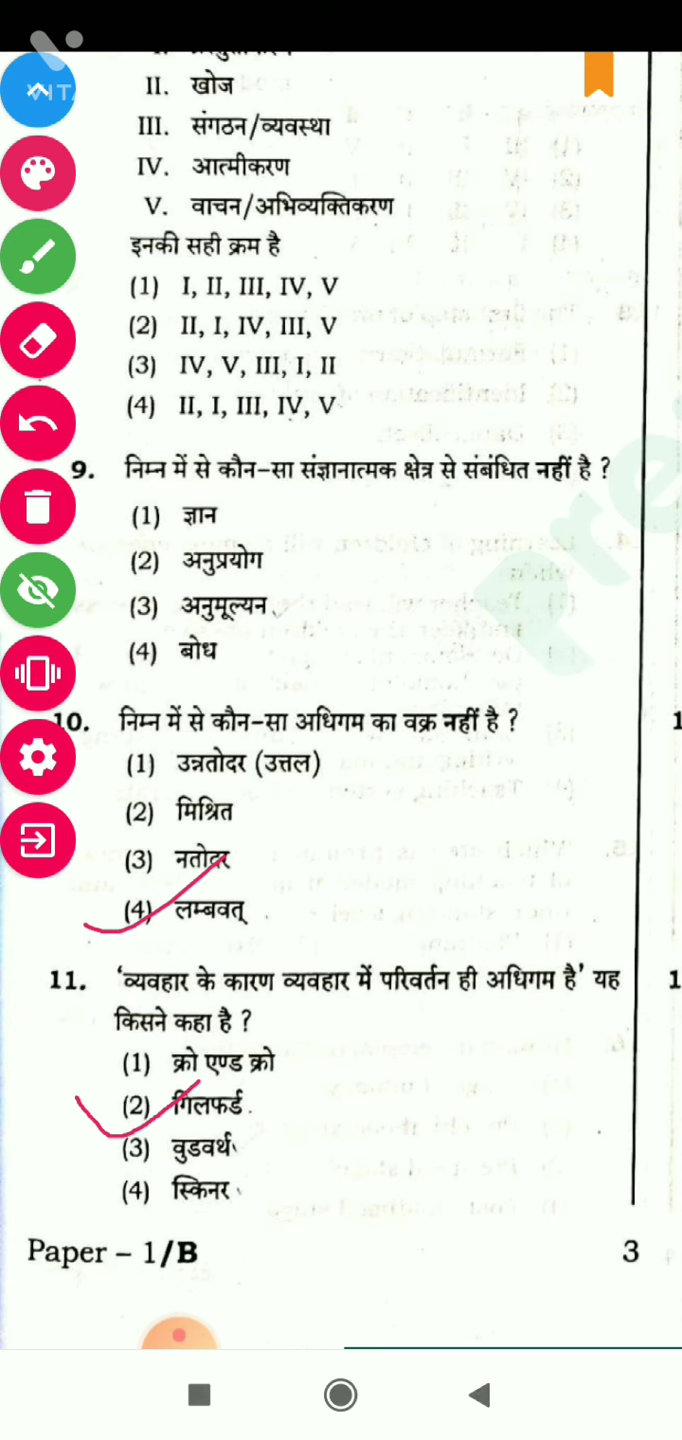 VITA
II. खोज
III. संगठन/व्यवस्था
IV. आत्मीकरण
V. वाचन/अभिव्यक्तिकरण
इनकी सही क्रम है
(1) I, II, III, IV, V
(2) II, I, IV, III, V
(3) IV, V, III, I, II
(4) II, I, III, IV, V
9. निम्न में से कौन-सा संज्ञानात्मक क्षेत्र से संबंधित नहीं है ?
(1) ज्ञान
(2) अनुप्रयोग
(3) अनुमूल्यन
(4) बोध
10. निम्न में से कौन-सा अधिगम का वक्र नहीं है ?
(1) उन्नतोदर (उत्तल)
(2) मिश्रित
(3) नतोदर
(4) लम्बवत्
11. ‘व्यवहार के कारण व्यवहार में परिवर्तन ही अधिगम है’ यह
किसने कहा है ?
(1) क्रो एण्ड क्रो
(2) गिलफर्ड
(3) वुडवर्थ
(4) स्किनर
Paper – 1/B 3